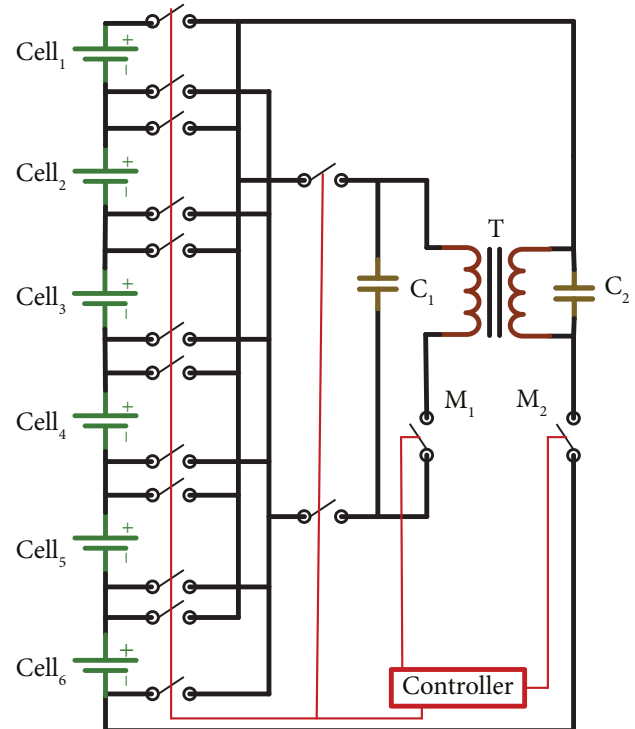 Cell₁
+
−
Cell₂
+
−
T
Cell₃
+
−
C₁
C₂
Cell₄
+
−
M₁
M₂
Cell₅
+
−
Cell₆
+
−
Controller